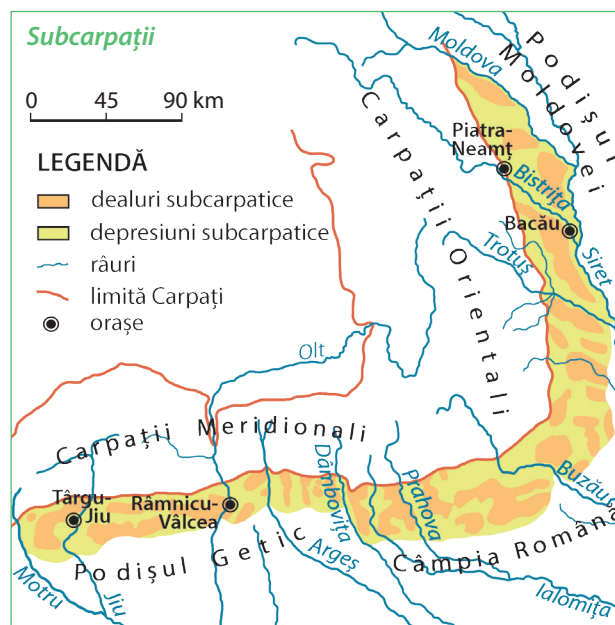 Subcarpații
0 45 90 km
LEGENDĂ
dealuri subcarpatice
depresiuni subcarpatice
râuri
limită Carpați
orașe
Moldova
Podișul
Moldovei
Piatra-
Neamț
Bistrița
Bacău
Siret
Trotuș
Carpații Orientali
Olt
Carpații Meridionali
Târgu-
Jiu
Râmnicu-
Vâlcea
Dâmbovița
Prahova
Buzău
Podișul Getic
Argeș
Câmpia Română
Ialomița
Motru
Jiu